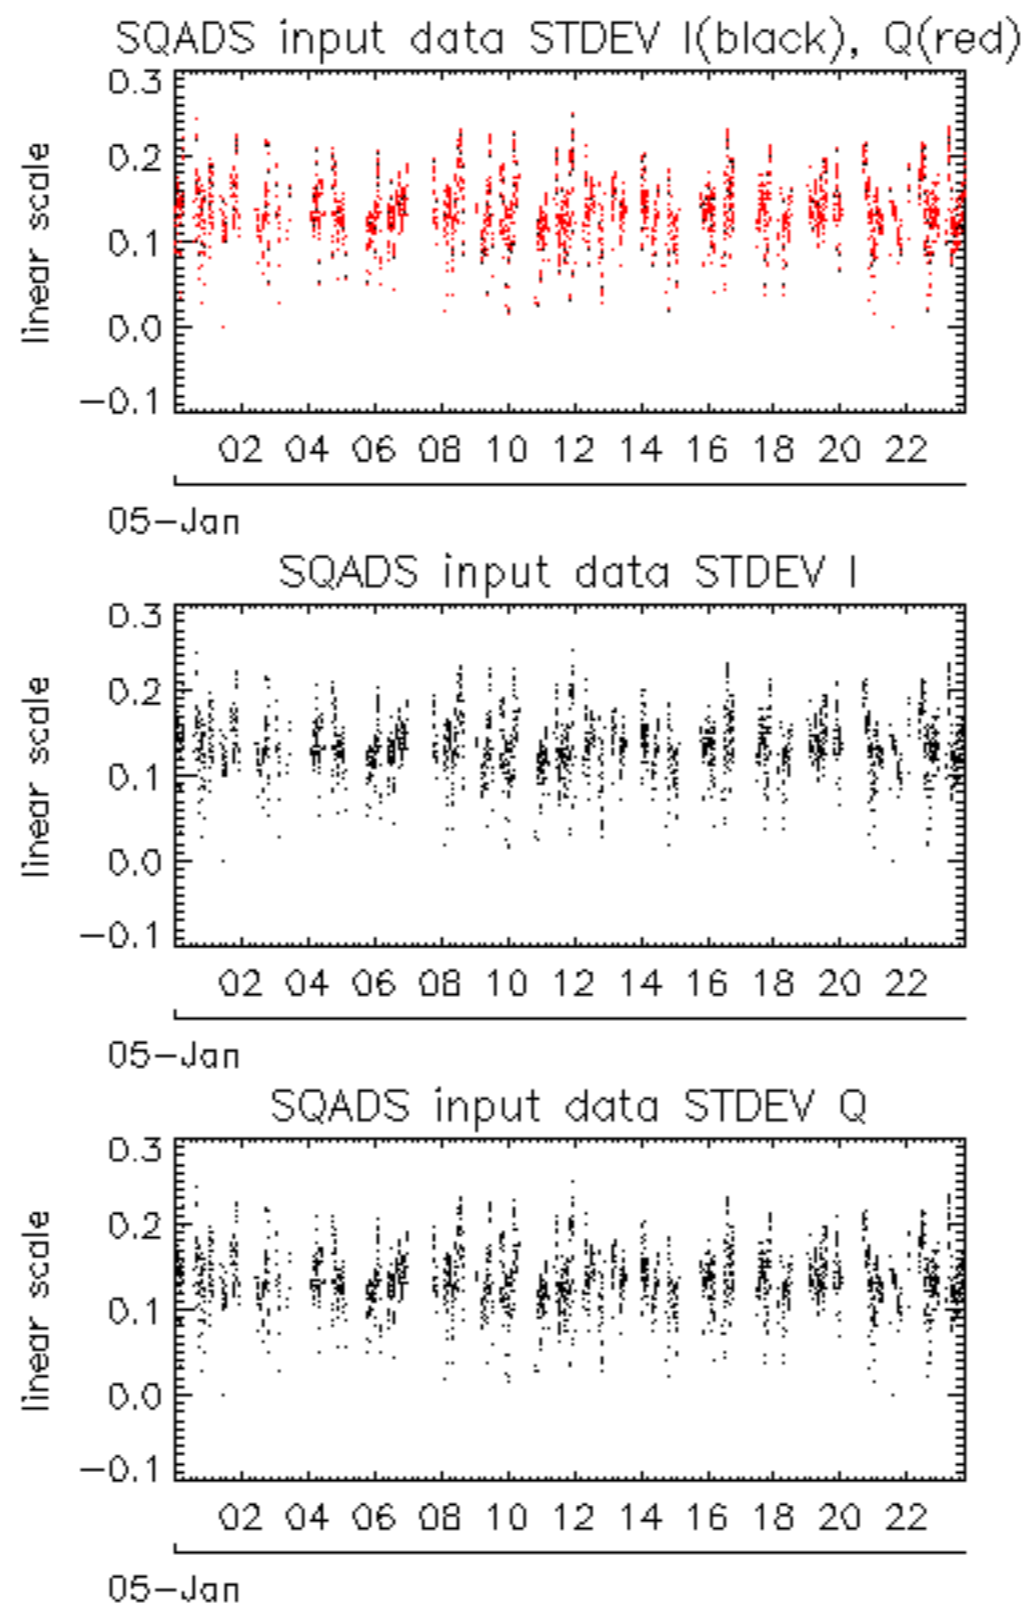 SQADS input data STDEV I(black), Q(red)
linear scale
0.3
0.2
0.1
0.0
−0.1
02 04 06 08 10 12 14 16 18 20 22
05−Jan
SQADS input data STDEV I
linear scale
0.3
0.2
0.1
0.0
−0.1
02 04 06 08 10 12 14 16 18 20 22
05−Jan
SQADS input data STDEV Q
linear scale
0.3
0.2
0.1
0.0
−0.1
02 04 06 08 10 12 14 16 18 20 22
05−Jan